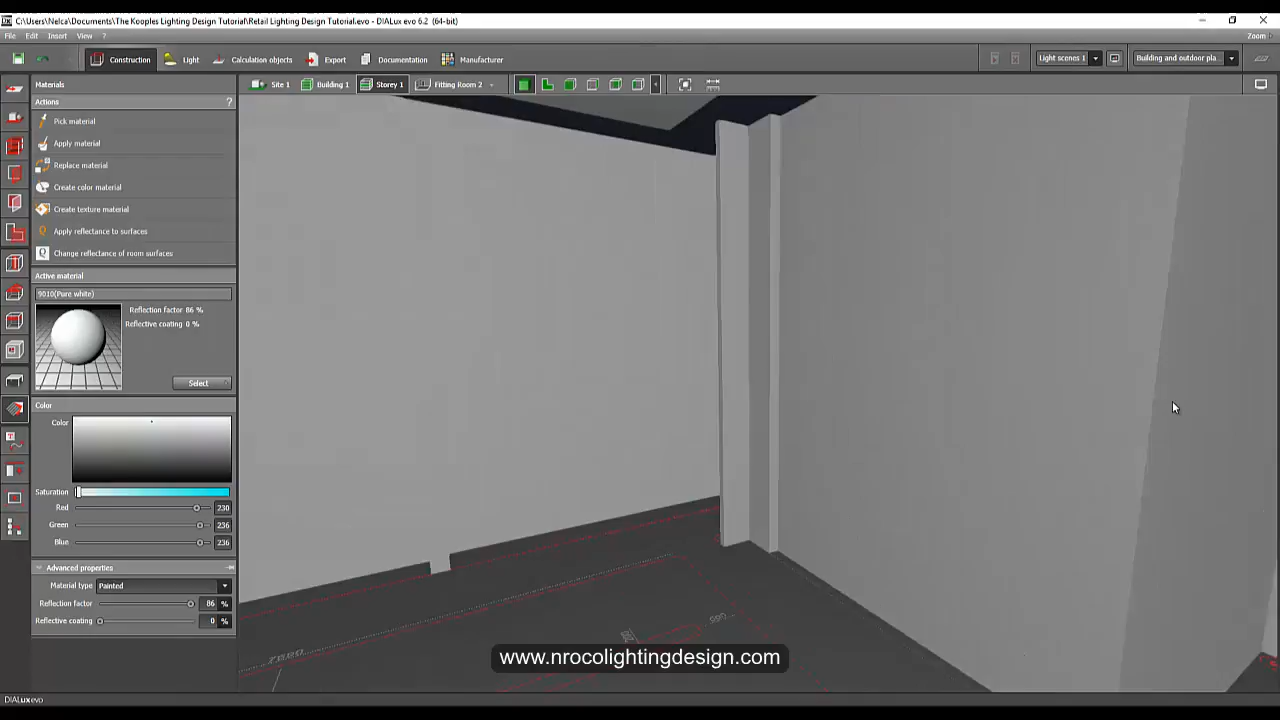 C:\Users\Nelca\Documents\The Kooples Lighting Design Tutorial\Retail Lighting Design Tutorial.evo - DIALux evo 6.2 (64-bit)
File Edit Insert View ? Zoom
Construction Light Calculation objects Export Documentation Manufacturer Light scenes 1 Building and outdoor pla...
Materials Site 1 Building 1 Storey 1 Fitting Room 2
Actions ?
Pick material
Apply material
Replace material
Create color material
Create texture material
Apply reflectance to surfaces
Change reflectance of room surfaces
Active material
9010(Pure white)
Reflection factor 86 %
Reflective coating 0 %
Select
Color
Color
Saturation
Red 230
Green 236
Blue 236
Advanced properties
Material type Painted
Reflection factor 86 %
Reflective coating 0 %
www.nrocolightingdesign.com
DIALux evo